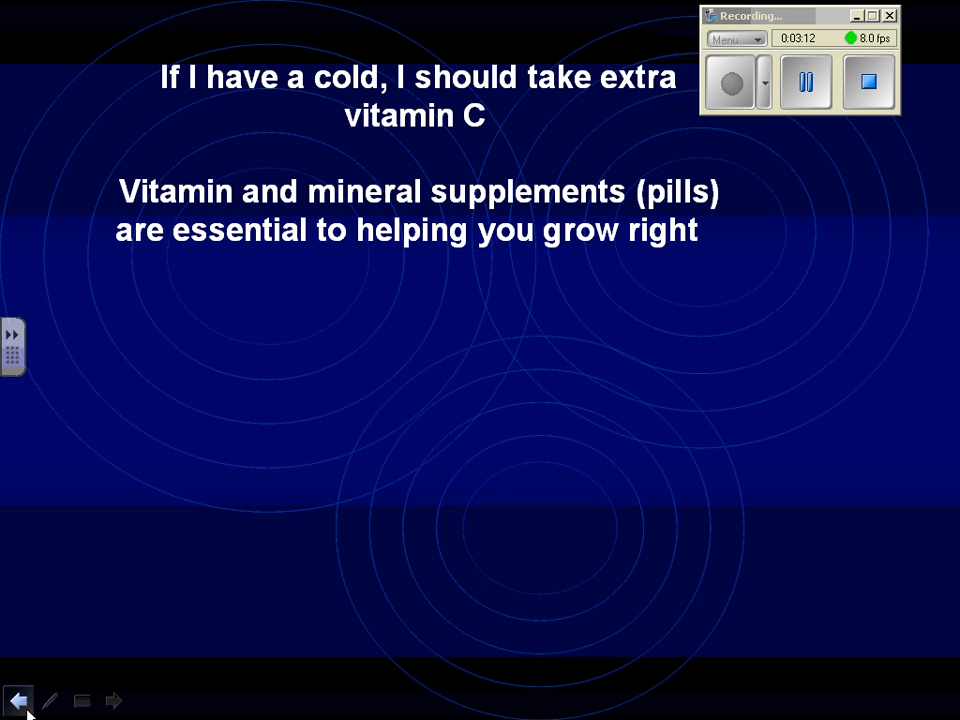 Recording...
Menu
0:03:12
8.0 fps
If I have a cold, I should take extra
vitamin C
Vitamin and mineral supplements (pills)
are essential to helping you grow right